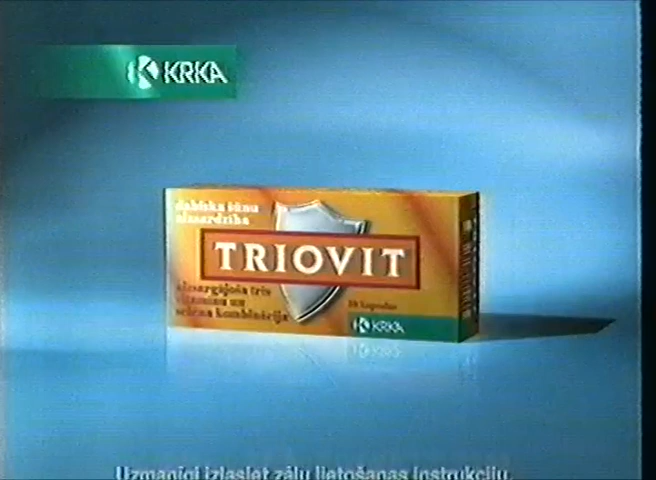 KRKA
dabiska šūnu
aizsardzība
TRIOVIT
aizsargājoša trīs
vitamīnu un
selēna kombinācija
30 kapsulas
KRKA
Uzmanīgi izlasiet zāļu lietošanas instrukciju.